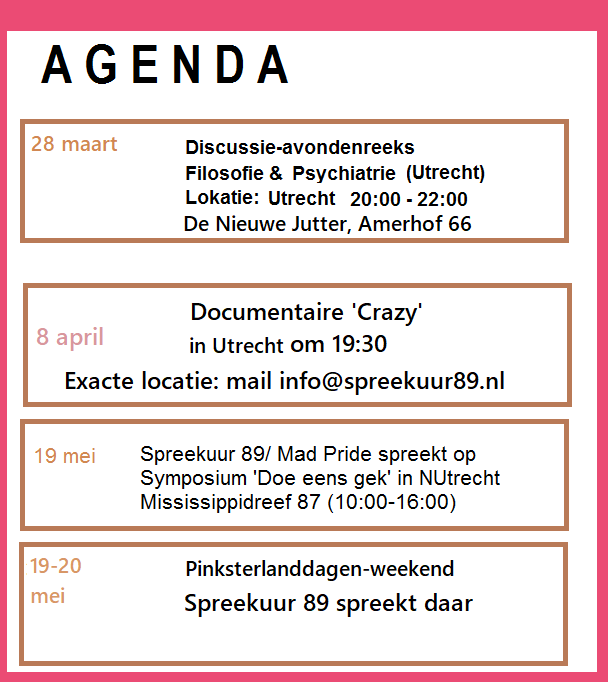 AGENDA
28 maart
Discussie-avondenreeks
Filosofie & Psychiatrie (Utrecht)
Lokatie: Utrecht 20:00 - 22:00
De Nieuwe Jutter, Amerhof 66
8 april
Documentaire 'Crazy'
in Utrecht om 19:30
Exacte locatie: mail info@spreekuur89.nl
19 mei
Spreekuur 89/ Mad Pride spreekt op
Symposium 'Doe eens gek' in NUtrecht
Mississippidreef 87 (10:00-16:00)
19-20
mei
Pinksterlanddagen-weekend
Spreekuur 89 spreekt daar